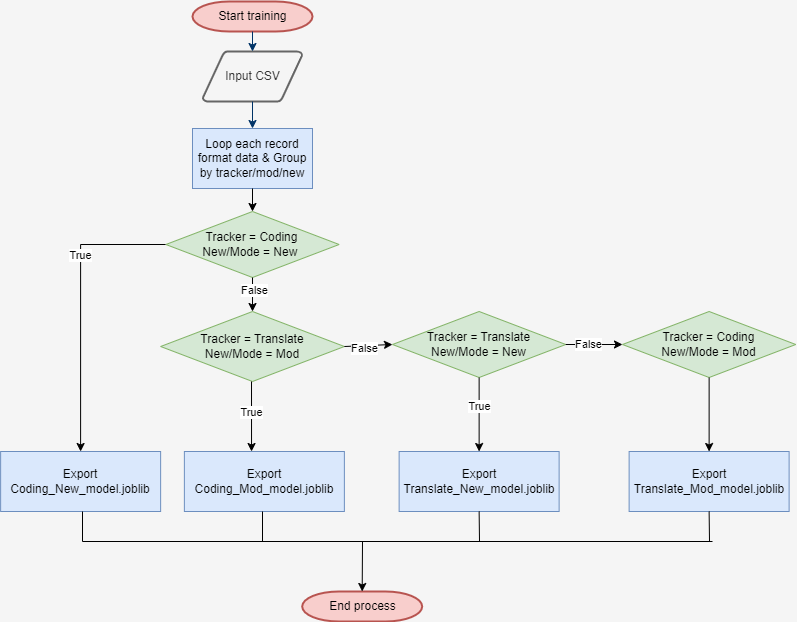 Start training
Input CSV
Loop each record
format data & Group
by tracker/mod/new
Tracker = Coding
New/Mode = New
True
False
Tracker = Translate
New/Mode = Mod
False
Tracker = Translate
New/Mode = New
False
Tracker = Coding
New/Mode = Mod
True
True
Export
Coding_New_model.joblib
Export
Coding_Mod_model.joblib
Export
Translate_New_model.joblib
Export
Translate_Mod_model.joblib
End process